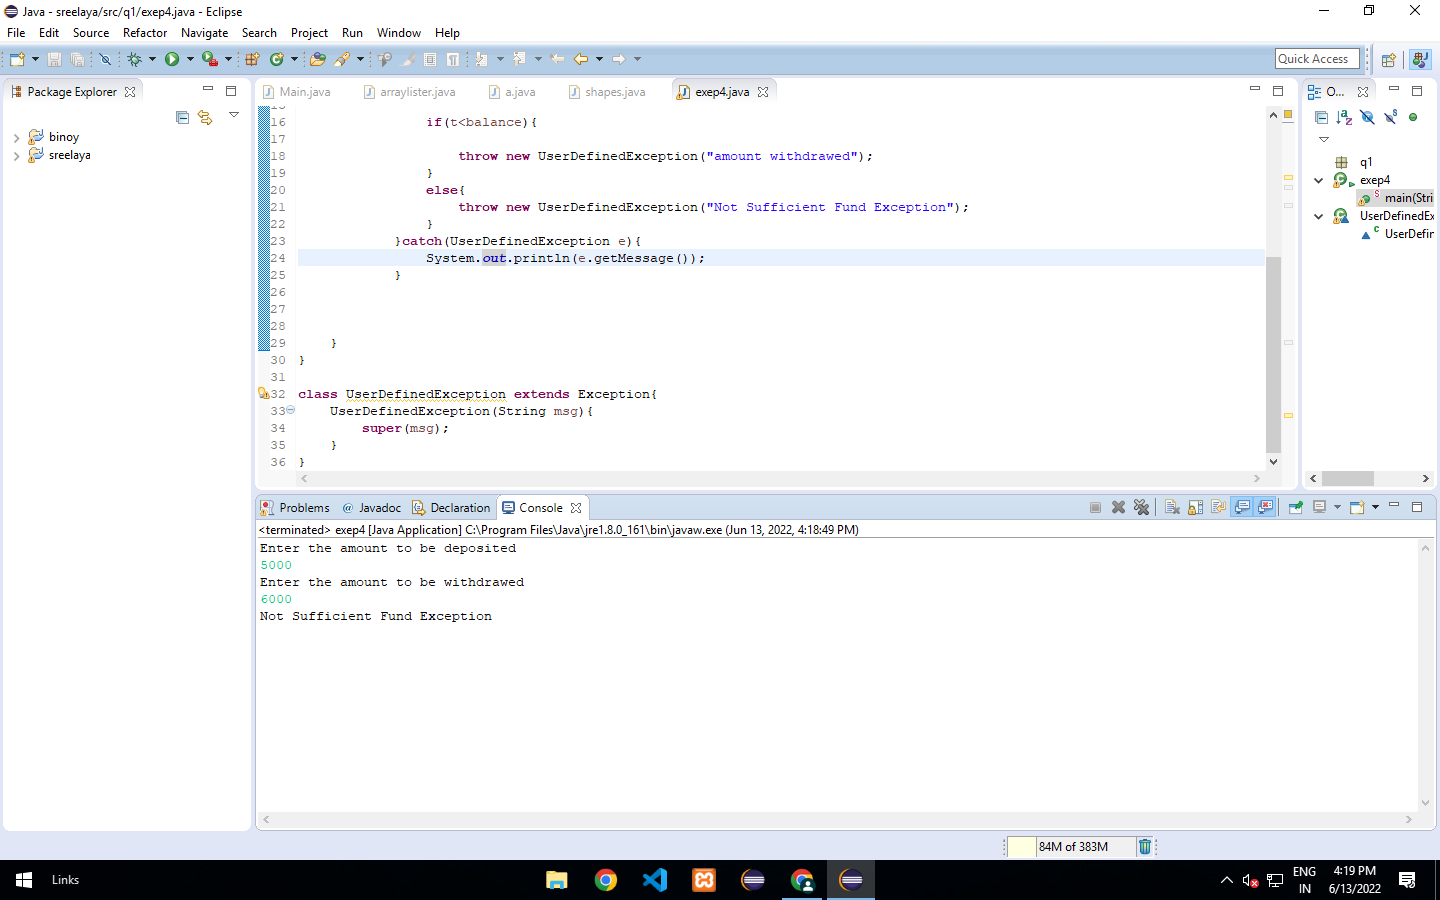 Java - sreelaya/src/q1/exep4.java - Eclipse
File Edit Source Refactor Navigate Search Project Run Window Help
Quick Access
Package Explorer
binoy
sreelaya
Main.java arraylister.java a.java shapes.java exep4.java
15
16 if(t<balance){
17
18 throw new UserDefinedException("amount withdrawed");
19 }
20 else{
21 throw new UserDefinedException("Not Sufficient Fund Exception");
22 }
23 }catch(UserDefinedException e){
24 System.out.println(e.getMessage());
25 }
26
27
28
29 }
30 }
31
32 class UserDefinedException extends Exception{
33 UserDefinedException(String msg){
34 super(msg);
35 }
36 }
O...
q1
exep4
main(Stri
UserDefinedEx
UserDefin
Problems @ Javadoc Declaration Console
<terminated> exep4 [Java Application] C:\Program Files\Java\jre1.8.0_161\bin\javaw.exe (Jun 13, 2022, 4:18:49 PM)
Enter the amount to be deposited
5000
Enter the amount to be withdrawed
6000
Not Sufficient Fund Exception
84M of 383M
Links
ENG
IN
4:19 PM
6/13/2022